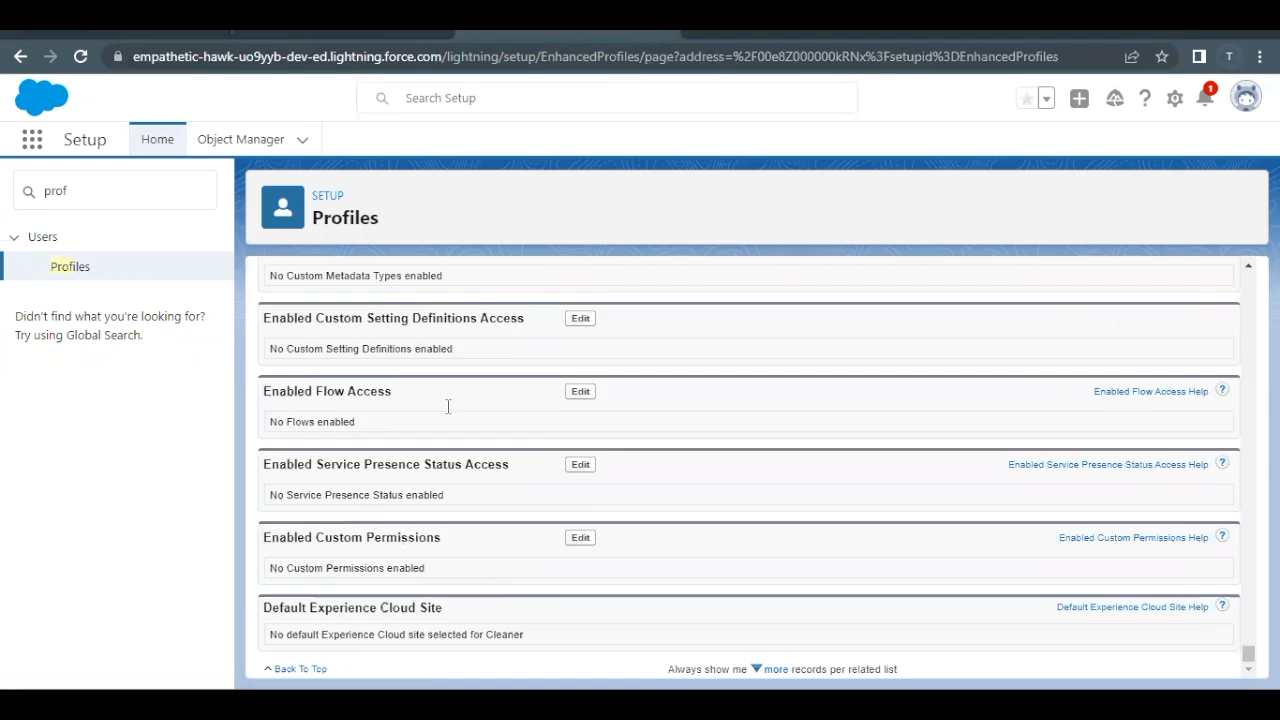 empathetic-hawk-uo9yyb-dev-ed.lightning.force.com/lightning/setup/EnhancedProfiles/page?address=%2F00e8Z000000kRNx%3Fsetupid%3DEnhancedProfiles
T
Search Setup
1
Setup
Home
Object Manager
prof
Users
Profiles
Didn't find what you're looking for?
Try using Global Search.
SETUP
Profiles
No Custom Metadata Types enabled
Enabled Custom Setting Definitions Access
Edit
No Custom Setting Definitions enabled
Enabled Flow Access
Edit
Enabled Flow Access Help ?
No Flows enabled
Enabled Service Presence Status Access
Edit
Enabled Service Presence Status Access Help ?
No Service Presence Status enabled
Enabled Custom Permissions
Edit
Enabled Custom Permissions Help ?
No Custom Permissions enabled
Default Experience Cloud Site
Default Experience Cloud Site Help ?
No default Experience Cloud site selected for Cleaner
Back To Top
Always show me more records per related list